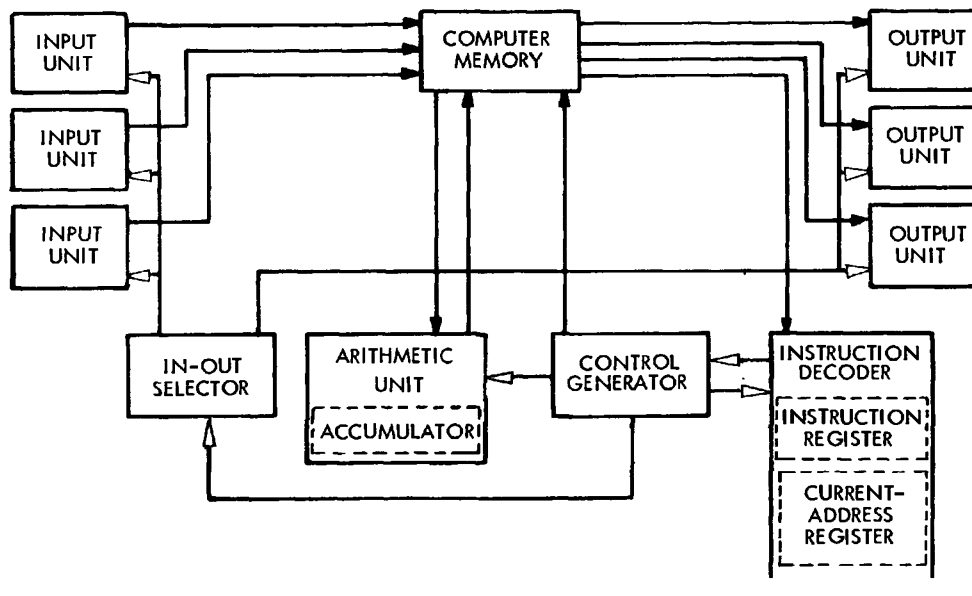 INPUT
UNIT
INPUT
UNIT
INPUT
UNIT
COMPUTER
MEMORY
OUTPUT
UNIT
OUTPUT
UNIT
OUTPUT
UNIT
IN-OUT
SELECTOR
ARITHMETIC
UNIT
ACCUMULATOR
CONTROL
GENERATOR
INSTRUCTION
DECODER
INSTRUCTION
REGISTER
CURRENT-
ADDRESS
REGISTER